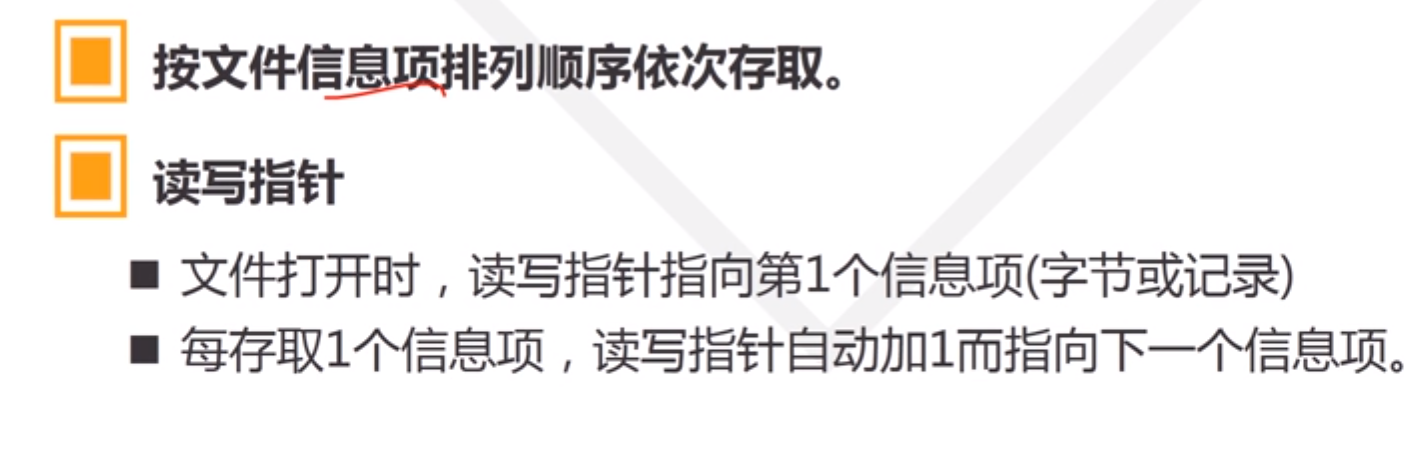 按文件信息项排列顺序依次存取。
读写指针
■ 文件打开时，读写指针指向第1个信息项(字节或记录)
■ 每存取1个信息项，读写指针自动加1而指向下一个信息项。